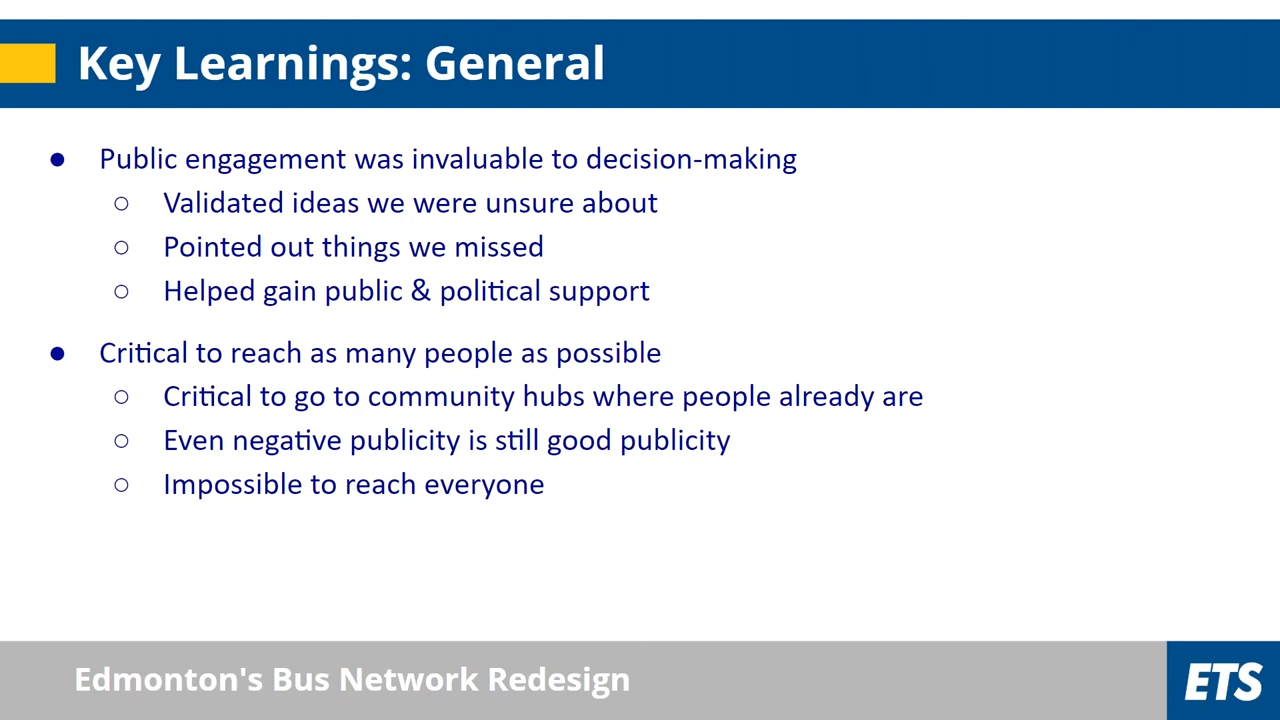 Key Learnings: General
● Public engagement was invaluable to decision-making
○ Validated ideas we were unsure about
○ Pointed out things we missed
○ Helped gain public & political support
● Critical to reach as many people as possible
○ Critical to go to community hubs where people already are
○ Even negative publicity is still good publicity
○ Impossible to reach everyone
Edmonton's Bus Network Redesign
ETS